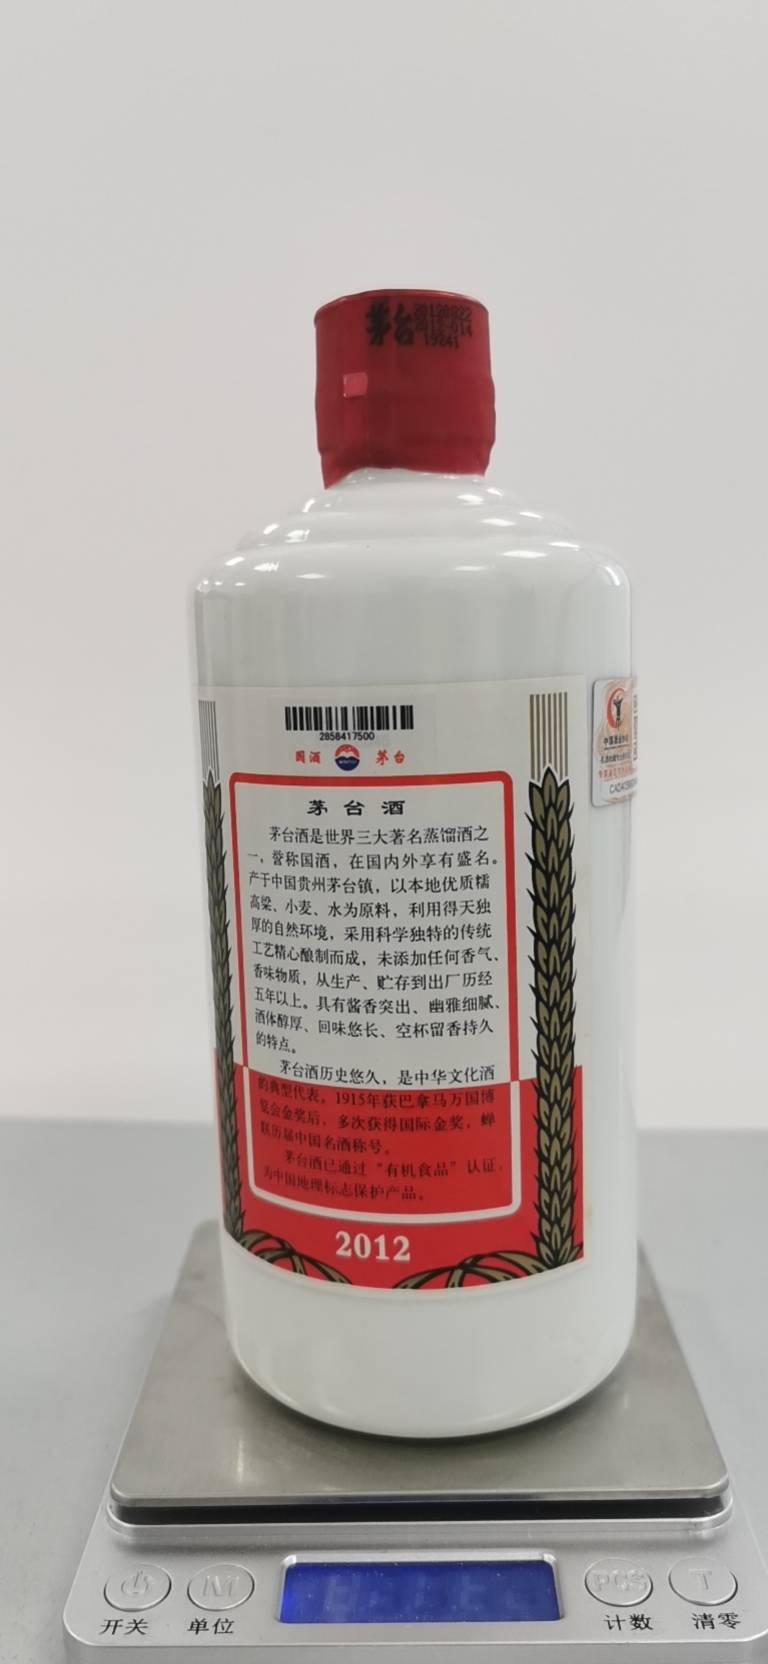 茅台
20120822
2012-014
19241
2858417500
国酒 茅台
茅台酒
茅台酒是世界三大著名蒸馏酒之
一，誉称国酒，在国内外享有盛名。
产于中国贵州茅台镇，以本地优质糯
高粱、小麦、水为原料，利用得天独
厚的自然环境，采用科学独特的传统
工艺精心酿制而成，未添加任何香气、
香味物质，从生产、贮存到出厂历经
五年以上。具有酱香突出、幽雅细腻、
酒体醇厚、回味悠长、空杯留香持久
的特点。
茅台酒历史悠久，是中华文化酒
的典型代表。1915年获巴拿马万国博
览会金奖后，多次获得国际金奖，蝉
联历届中国名酒称号。
茅台酒已通过“有机食品”认证，
为中国地理标志保护产品。
2012
M
PCS
T
开关
单位
计数
清零